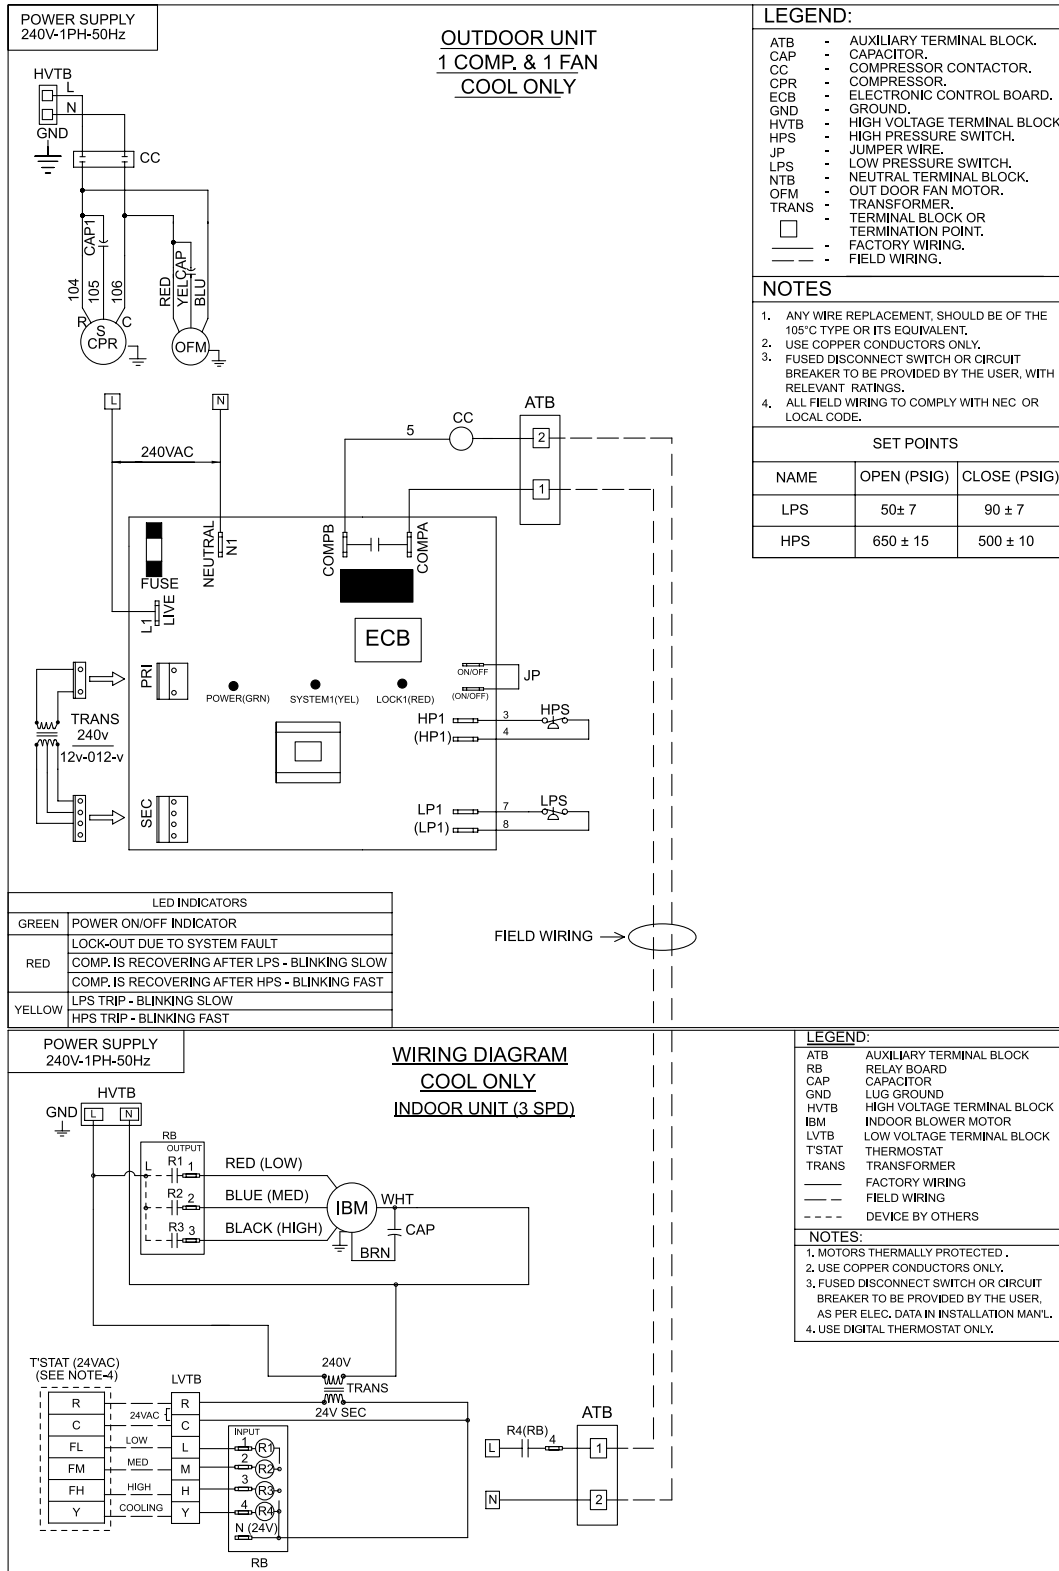 POWER SUPPLY
240V-1PH-50Hz
OUTDOOR UNIT
1 COMP. & 1 FAN
COOL ONLY
HVTB
L
N
GND
CC
CAP1
104
105
106
RED
YEL
CAP
BLU
R
S
C
CPR
OFM
L
N
240VAC
5
CC
ATB
2
1
FUSE
NEUTRAL
N1
COMPB
COMPA
L1
LIVE
ECB
PRI
TRANS
240v
12v-012-v
SEC
POWER(GRN)
SYSTEM1(YEL)
LOCK1(RED)
ON/OFF
(ON/OFF)
JP
HP1
(HP1)
3
4
HPS
LP1
(LP1)
7
8
LPS
FIELD WIRING
LED INDICATORS
GREEN POWER ON/OFF INDICATOR
RED
LOCK-OUT DUE TO SYSTEM FAULT
COMP. IS RECOVERING AFTER LPS - BLINKING SLOW
COMP. IS RECOVERING AFTER HPS - BLINKING FAST
YELLOW
LPS TRIP - BLINKING SLOW
HPS TRIP - BLINKING FAST
LEGEND:
ATB - AUXILIARY TERMINAL BLOCK.
CAP - CAPACITOR.
CC - COMPRESSOR CONTACTOR.
CPR - COMPRESSOR.
ECB - ELECTRONIC CONTROL BOARD.
GND - GROUND.
HVTB - HIGH VOLTAGE TERMINAL BLOCK
HPS - HIGH PRESSURE SWITCH.
JP - JUMPER WIRE.
LPS - LOW PRESSURE SWITCH.
NTB - NEUTRAL TERMINAL BLOCK.
OFM - OUT DOOR FAN MOTOR.
TRANS - TRANSFORMER.
- TERMINAL BLOCK OR
TERMINATION POINT.
- FACTORY WIRING.
- FIELD WIRING.
NOTES
1. ANY WIRE REPLACEMENT, SHOULD BE OF THE
105°C TYPE OR ITS EQUIVALENT.
2. USE COPPER CONDUCTORS ONLY.
3. FUSED DISCONNECT SWITCH OR CIRCUIT
BREAKER TO BE PROVIDED BY THE USER, WITH
RELEVANT RATINGS.
4. ALL FIELD WIRING TO COMPLY WITH NEC OR
LOCAL CODE.
SET POINTS
NAME OPEN (PSIG) CLOSE (PSIG)
LPS 50± 7 90 ± 7
HPS 650 ± 15 500 ± 10
POWER SUPPLY
240V-1PH-50Hz
WIRING DIAGRAM
COOL ONLY
INDOOR UNIT (3 SPD)
HVTB
GND
L
N
RB
OUTPUT
L
R1
1
R2
2
R3
3
RED (LOW)
BLUE (MED)
BLACK (HIGH)
IBM
WHT
CAP
BRN
T'STAT (24VAC)
(SEE NOTE-4)
LVTB
240V
TRANS
24V SEC
R
R
24VAC
C
C
FL
LOW
L
FM
MED
M
FH
HIGH
H
Y
COOLING
Y
INPUT
1
R1
2
R2
3
R3
4
R4
N (24V)
RB
ATB
L
R4(RB)
4
1
N
2
LEGEND:
ATB AUXILIARY TERMINAL BLOCK
RB RELAY BOARD
CAP CAPACITOR
GND LUG GROUND
HVTB HIGH VOLTAGE TERMINAL BLOCK
IBM INDOOR BLOWER MOTOR
LVTB LOW VOLTAGE TERMINAL BLOCK
T'STAT THERMOSTAT
TRANS TRANSFORMER
FACTORY WIRING
FIELD WIRING
DEVICE BY OTHERS
NOTES:
1. MOTORS THERMALLY PROTECTED .
2. USE COPPER CONDUCTORS ONLY.
3. FUSED DISCONNECT SWITCH OR CIRCUIT
BREAKER TO BE PROVIDED BY THE USER,
AS PER ELEC. DATA IN INSTALLATION MAN'L.
4. USE DIGITAL THERMOSTAT ONLY.